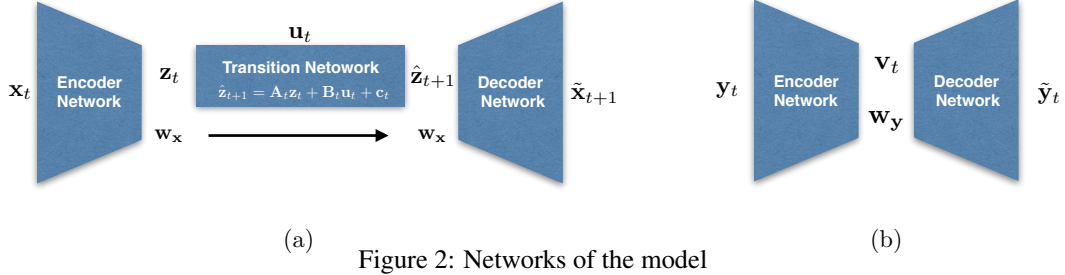 x_t
Encoder
Network
z_t
w_x
u_t
Transition Netowork
ẑ_{t+1} = A_t z_t + B_t u_t + c_t
ẑ_{t+1}
w_x
Decoder
Network
x̃_{t+1}
(a)
y_t
Encoder
Network
v_t
w_y
Decoder
Network
ỹ_t
(b)
Figure 2: Networks of the model